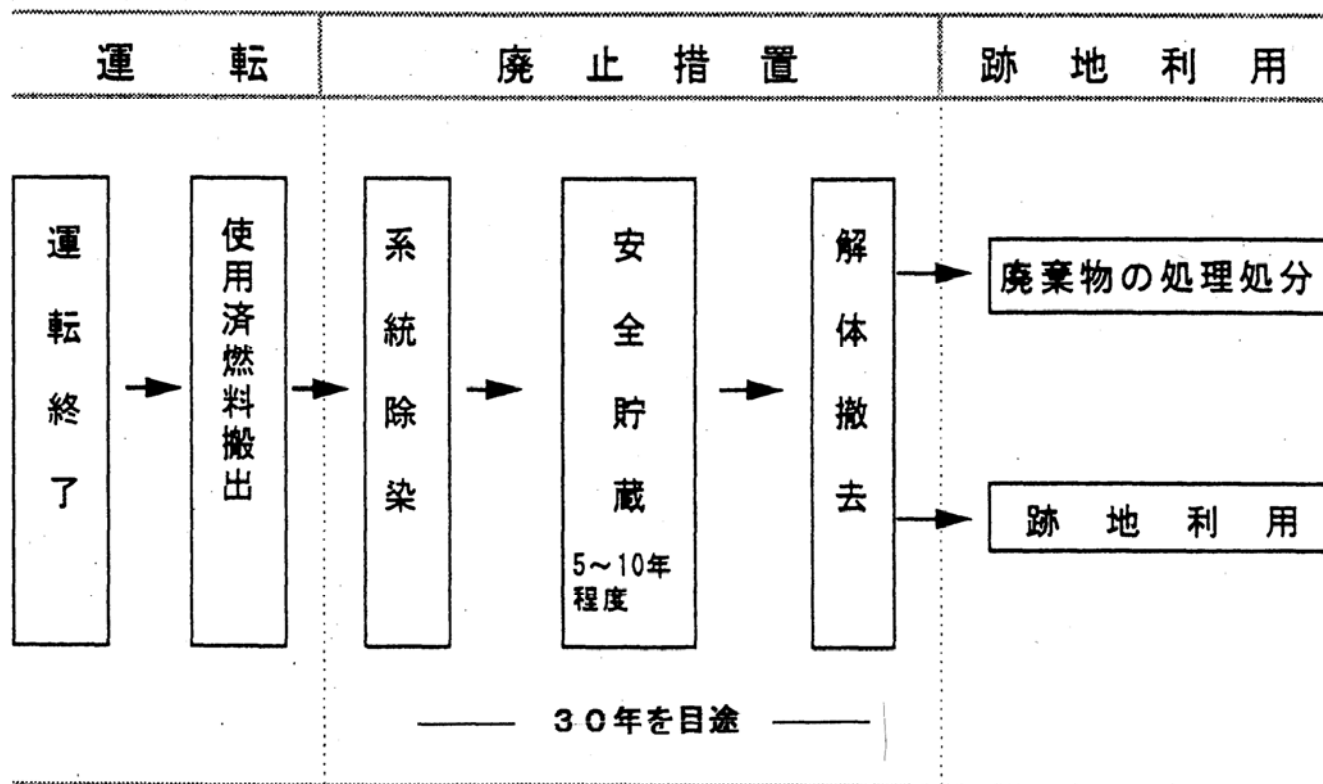 運転
廃止措置
跡地利用
運転終了
使用済燃料搬出
系統除染
安全貯蔵
5～10年
程度
解体撤去
廃棄物の処理処分
跡地利用
30年を目途